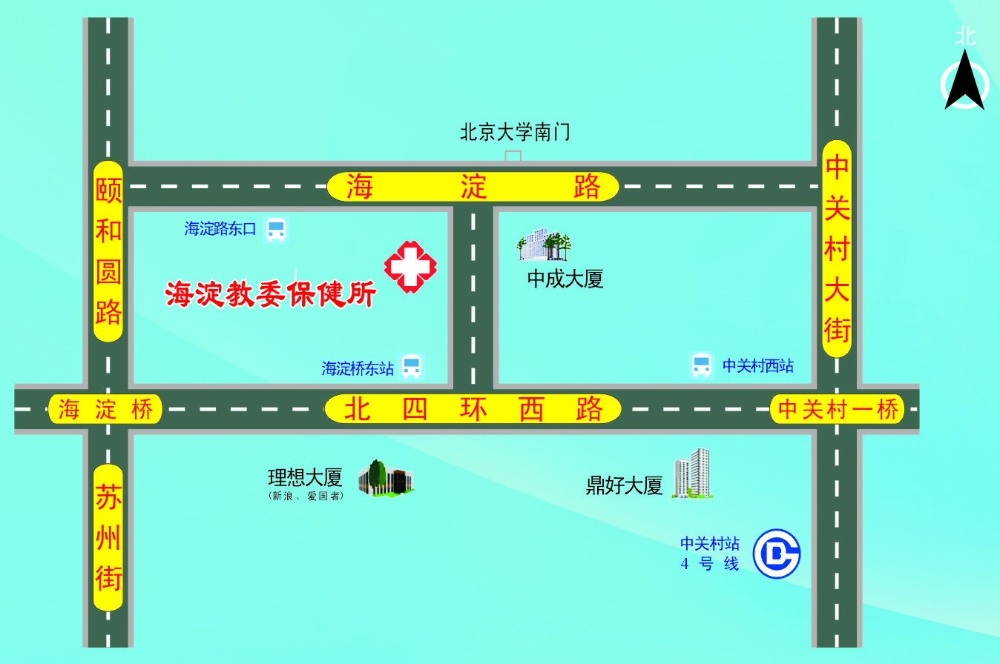 北
北京大学南门
海淀路
颐和圆路
中关村大街
海淀路东口
海淀教委保健所
中成大厦
海淀桥东站
中关村西站
海淀桥
北四环西路
中关村一桥
理想大厦
(新浪、爱国者)
鼎好大厦
苏州街
中关村站
4号线